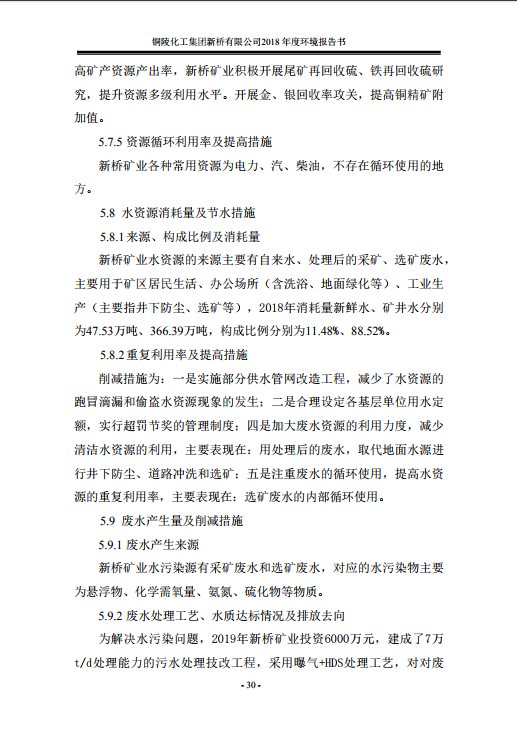 铜陵化工集团新桥有限公司2018 年度环境报告书
高矿产资源产出率，新桥矿业积极开展尾矿再回收硫、铁再回收硫研
究，提升资源多级利用水平。开展金、银回收率攻关，提高铜精矿附
加值。
5.7.5 资源循环利用率及提高措施
新桥矿业各种常用资源为电力、汽、柴油，不存在循环使用的地
方。
5.8 水资源消耗量及节水措施
5.8.1 来源、构成比例及消耗量
新桥矿业水资源的来源主要有自来水、处理后的采矿、选矿废水，
主要用于矿区居民生活、办公场所（含洗浴、地面绿化等）、工业生
产（主要指井下防尘、选矿等），2018年消耗量新鲜水、矿井水分别
为47.53万吨、366.39万吨，构成比例分别为11.48%、88.52%。
5.8.2 重复利用率及提高措施
削减措施为：一是实施部分供水管网改造工程，减少了水资源的
跑冒滴漏和偷盗水资源现象的发生；二是合理设定各基层单位用水定
额，实行超罚节奖的管理制度；四是加大废水资源的利用力度，减少
清洁水资源的利用，主要表现在：用处理后的废水，取代地面水源进
行井下防尘、道路冲洗和选矿；五是注重废水的循环使用，提高水资
源的重复利用率，主要表现在：选矿废水的内部循环使用。
5.9 废水产生量及削减措施
5.9.1 废水产生来源
新桥矿业水污染源有采矿废水和选矿废水，对应的水污染物主要
为悬浮物、化学需氧量、氨氮、硫化物等物质。
5.9.2 废水处理工艺、水质达标情况及排放去向
为解决水污染问题，2019年新桥矿业投资6000万元，建成了7万
t/d处理能力的污水处理技改工程，采用曝气+HDS处理工艺，对对废
- 30 -